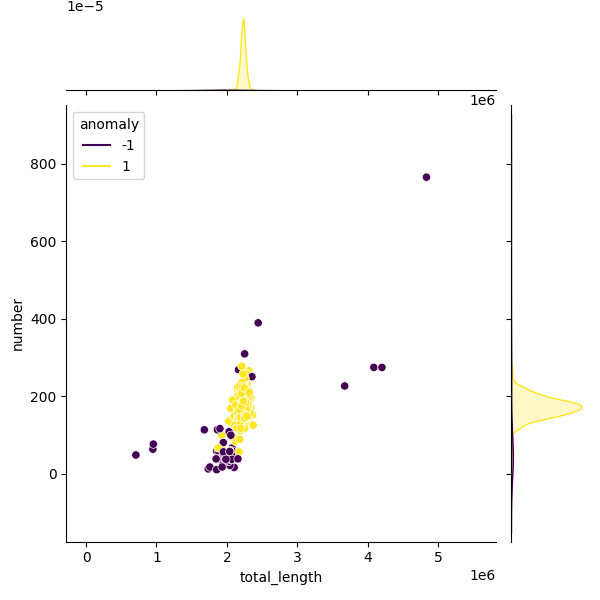 1e−5
1e6
anomaly
-1
1
800
600
400
200
0
number
0 1 2 3 4 5
1e6
total_length